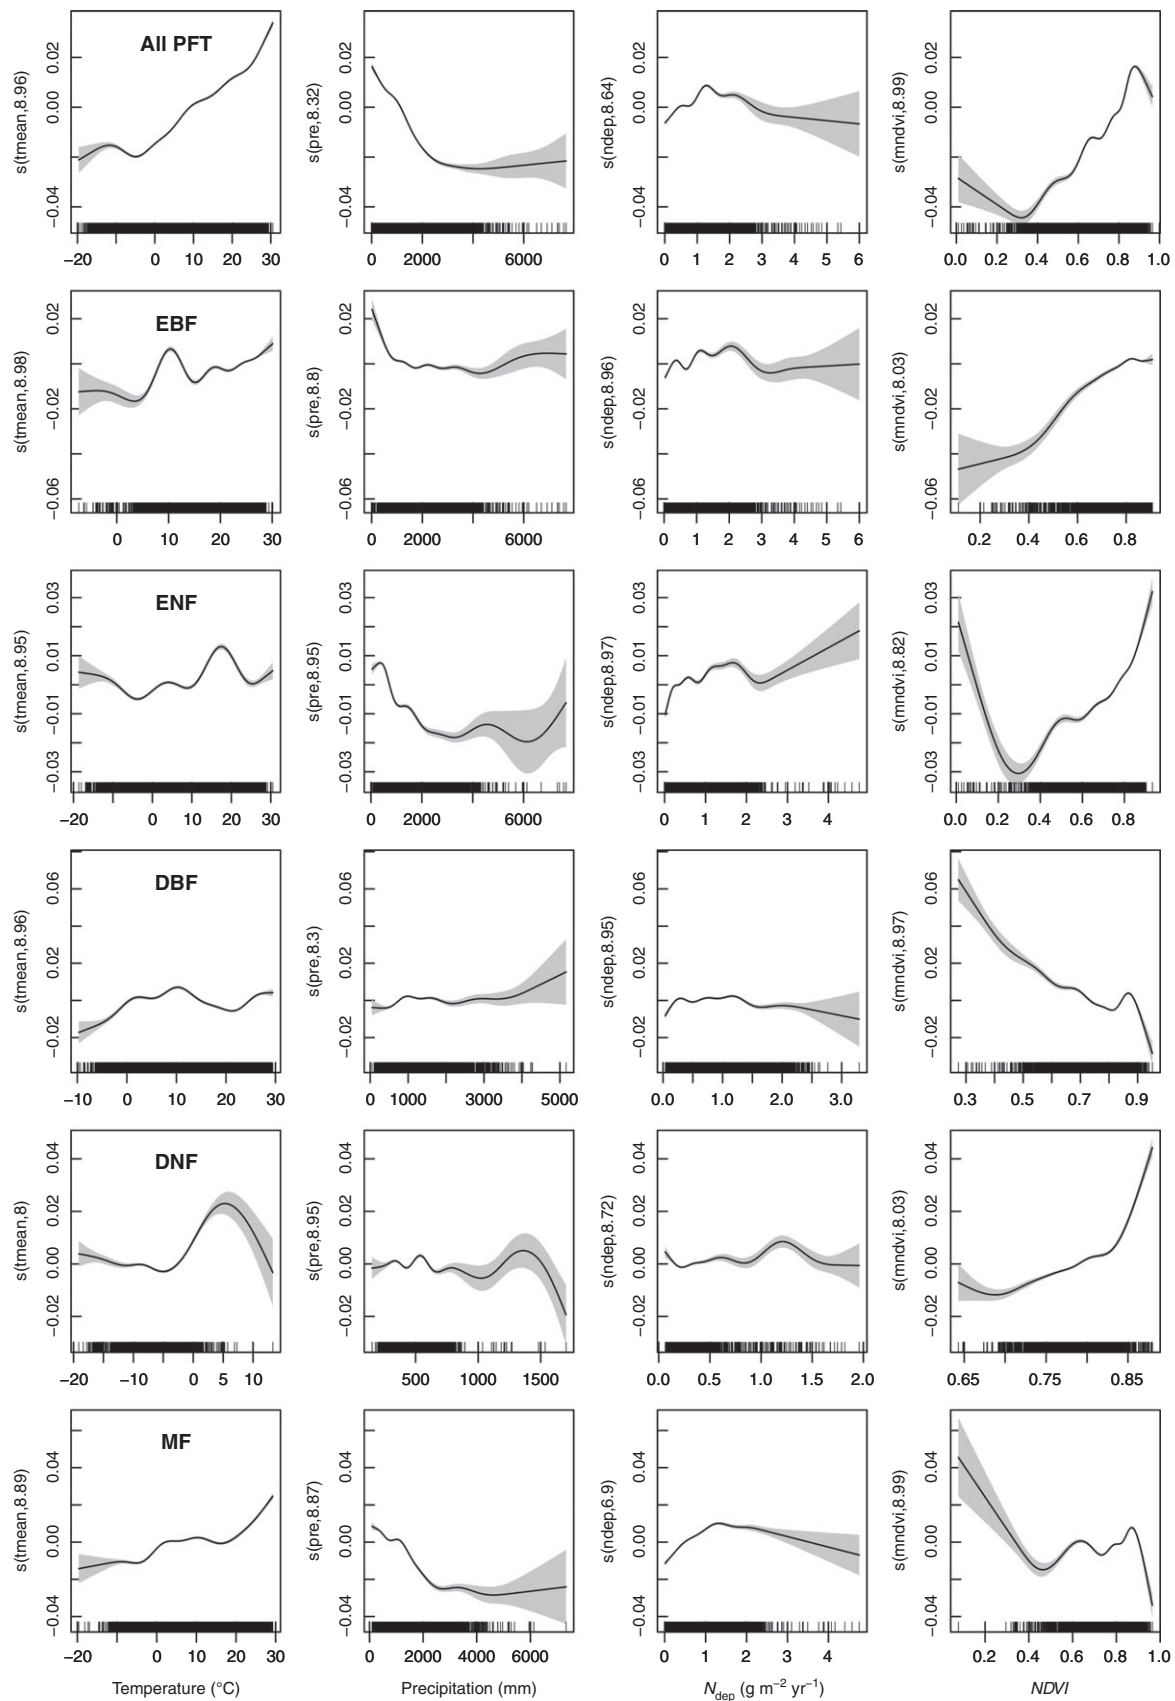 All PFT
s(tmean,8.96)
0.02
0.00
−0.04
−20 0 10 20 30
s(pre,8.32)
0.02
0.00
−0.04
0 2000 6000
s(ndep,8.64)
0.02
0.00
−0.04
0 1 2 3 4 5 6
s(mndvi,8.99)
0.02
0.00
−0.04
0.0 0.2 0.4 0.6 0.8 1.0
EBF
s(tmean,8.98)
0.02
−0.02
−0.06
0 10 20 30
s(pre,8.8)
0.02
−0.02
−0.06
0 2000 6000
s(ndep,8.96)
0.02
−0.02
−0.06
0 1 2 3 4 5 6
s(mndvi,8.03)
0.02
−0.02
−0.06
0.2 0.4 0.6 0.8
ENF
s(tmean,8.95)
0.03
0.01
−0.01
−0.03
−20 0 10 20 30
s(pre,8.95)
0.03
0.01
−0.01
−0.03
0 2000 6000
s(ndep,8.97)
0.03
0.01
−0.01
−0.03
0 1 2 3 4
s(mndvi,8.82)
0.03
0.01
−0.01
−0.03
0.0 0.2 0.4 0.6 0.8
DBF
s(tmean,8.96)
0.06
0.02
−0.02
−10 0 10 20 30
s(pre,8.3)
0.06
0.02
−0.02
0 1000 3000 5000
s(ndep,8.95)
0.06
0.02
−0.02
0.0 1.0 2.0 3.0
s(mndvi,8.97)
0.06
0.02
−0.02
0.3 0.5 0.7 0.9
DNF
s(tmean,8)
0.04
0.02
0.00
−0.02
−20 −10 0 5 10
s(pre,8.95)
0.04
0.02
0.00
−0.02
500 1000 1500
s(ndep,8.72)
0.04
0.02
0.00
−0.02
0.0 0.5 1.0 1.5 2.0
s(mndvi,8.03)
0.04
0.02
0.00
−0.02
0.65 0.75 0.85
MF
s(tmean,8.89)
0.04
0.00
−0.04
−20 0 10 20 30
Temperature (°C)
s(pre,8.87)
0.04
0.00
−0.04
0 2000 4000 6000
Precipitation (mm)
s(ndep,6.9)
0.04
0.00
−0.04
0 1 2 3 4
Ndep (g m−2 yr−1)
s(mndvi,8.99)
0.04
0.00
−0.04
0.2 0.4 0.6 0.8 1.0
NDVI